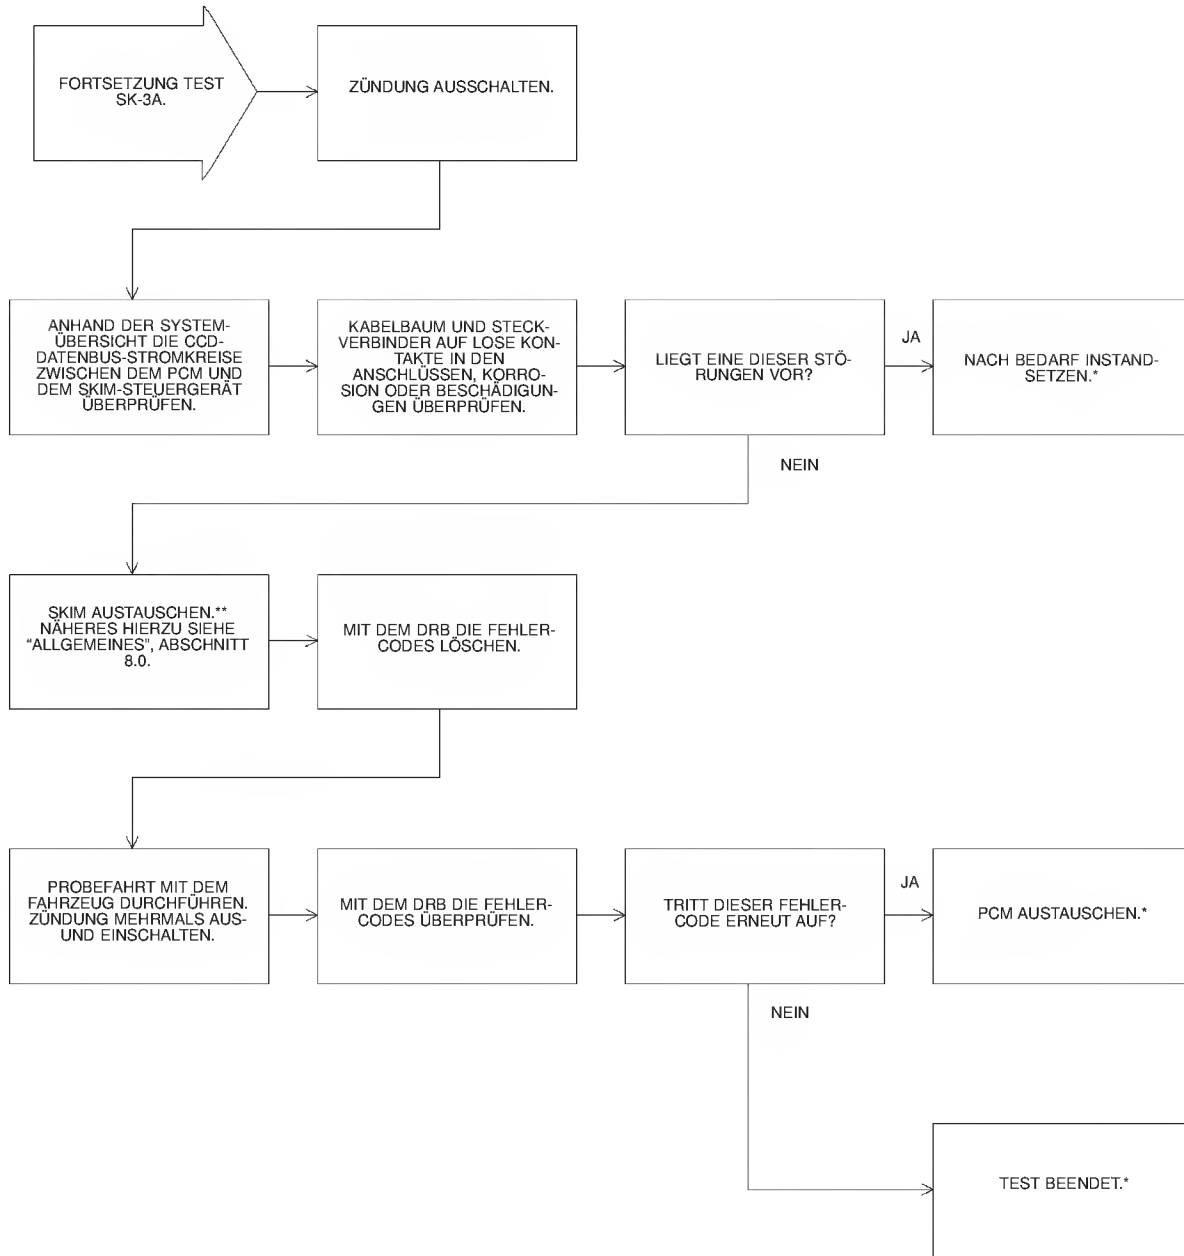 FORTSETZUNG TEST
SK-3A.
ZÜNDUNG AUSSCHALTEN.
ANHAND DER SYSTEM-
ÜBERSICHT DIE CCD-
DATENBUS-STROMKREISE
ZWISCHEN DEM PCM UND
DEM SKIM-STEUERGERÄT
ÜBERPRÜFEN.
KABELBAUM UND STECK-
VERBINDER AUF LOSE KON-
TAKTE IN DEN
ANSCHLÜSSEN, KORRO-
SION ODER BESCHÄDIGUN-
GEN ÜBERPRÜFEN.
LIEGT EINE DIESER STÖ-
RUNGEN VOR?
JA
NACH BEDARF INSTAND-
SETZEN.*
NEIN
SKIM AUSTAUSCHEN.**
NÄHERES HIERZU SIEHE
“ALLGEMEINES”, ABSCHNITT
8.0.
MIT DEM DRB DIE FEHLER-
CODES LÖSCHEN.
PROBEFAHRT MIT DEM
FAHRZEUG DURCHFÜHREN.
ZÜNDUNG MEHRMALS AUS-
UND EINSCHALTEN.
MIT DEM DRB DIE FEHLER-
CODES ÜBERPRÜFEN.
TRITT DIESER FEHLER-
CODE ERNEUT AUF?
JA
PCM AUSTAUSCHEN.*
NEIN
TEST BEENDET.*